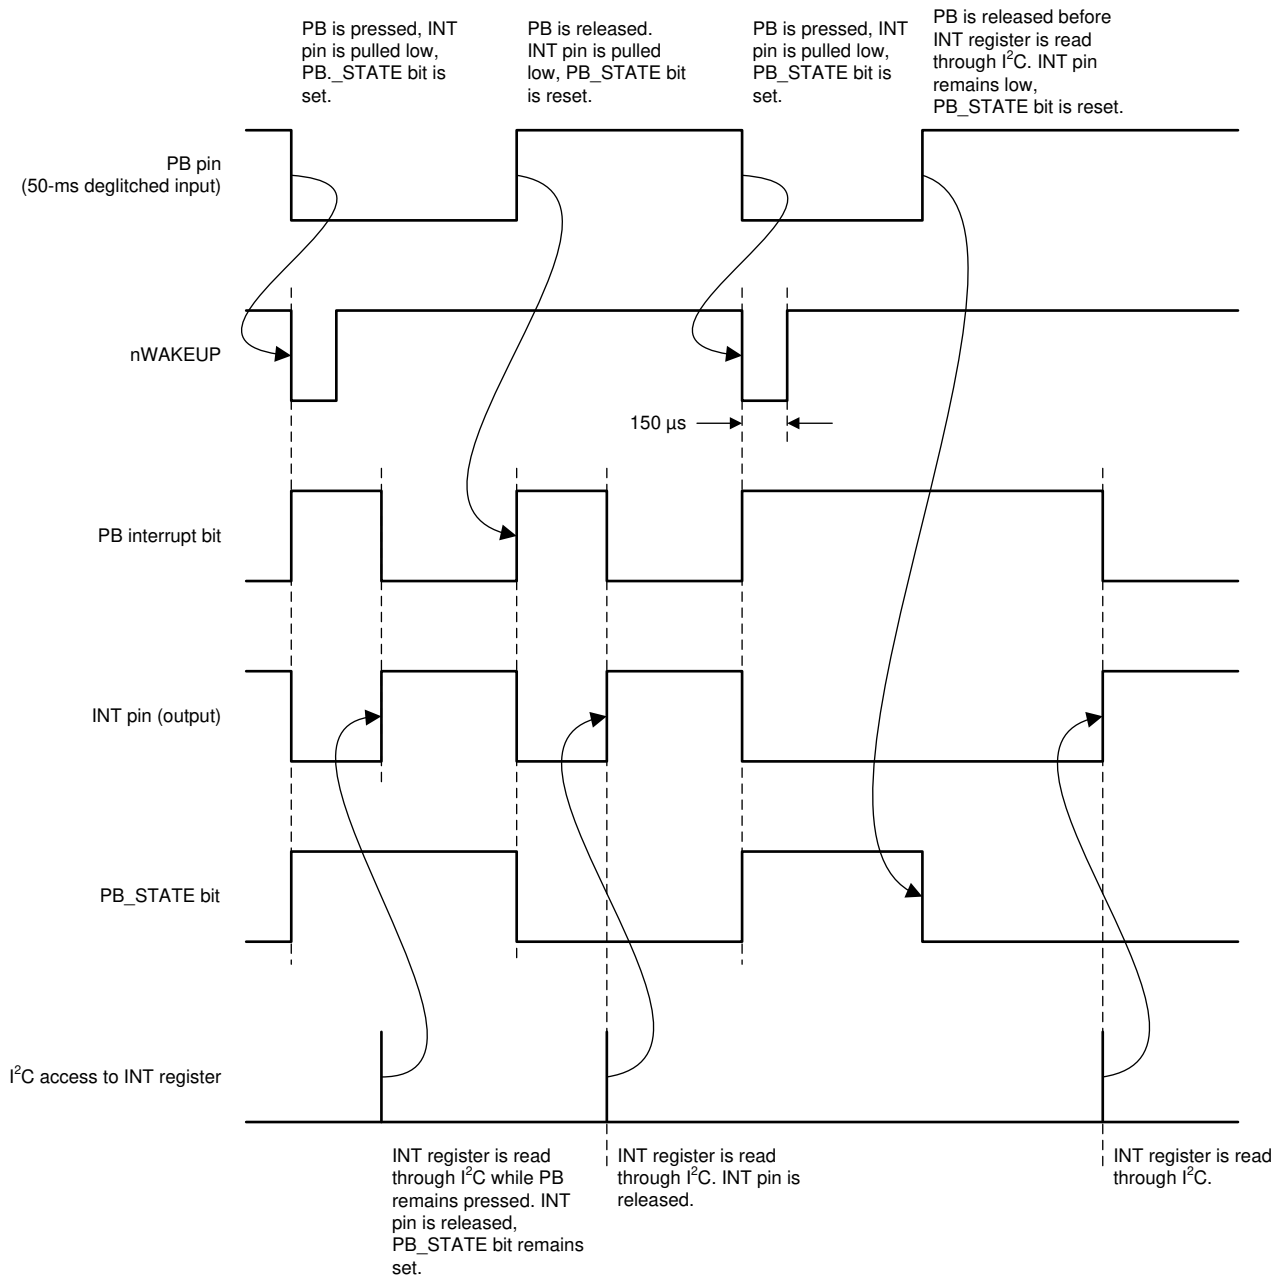 PB is pressed, INT
pin is pulled low,
PB._STATE bit is
set.
PB is released.
INT pin is pulled
low, PB_STATE bit
is reset.
PB is pressed, INT
pin is pulled low,
PB_STATE bit is
set.
PB is released before
INT register is read
through I²C. INT pin
remains low,
PB_STATE bit is reset.
PB pin
(50-ms deglitched input)
nWAKEUP
150 µs
PB interrupt bit
INT pin (output)
PB_STATE bit
I²C access to INT register
INT register is read
through I²C while PB
remains pressed. INT
pin is released,
PB_STATE bit remains
set.
INT register is read
through I²C. INT pin is
released.
INT register is read
through I²C.